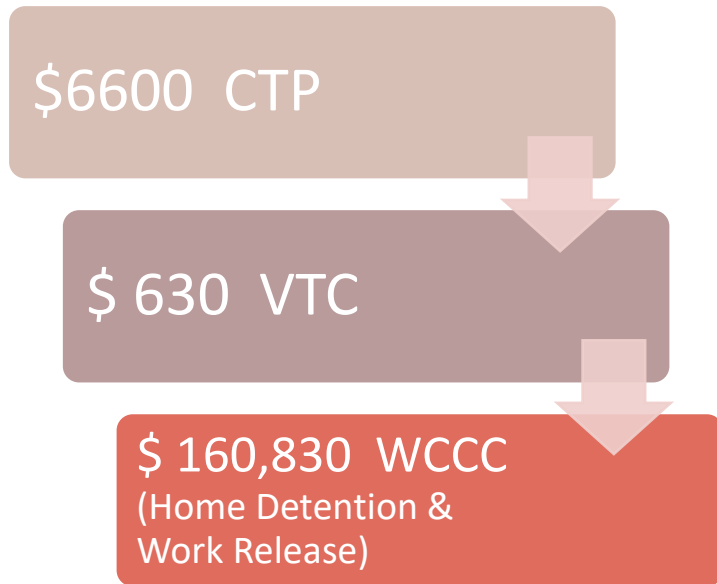 $6600 CTP
$ 630 VTC
$ 160,830 WCCC
(Home Detention &
Work Release)